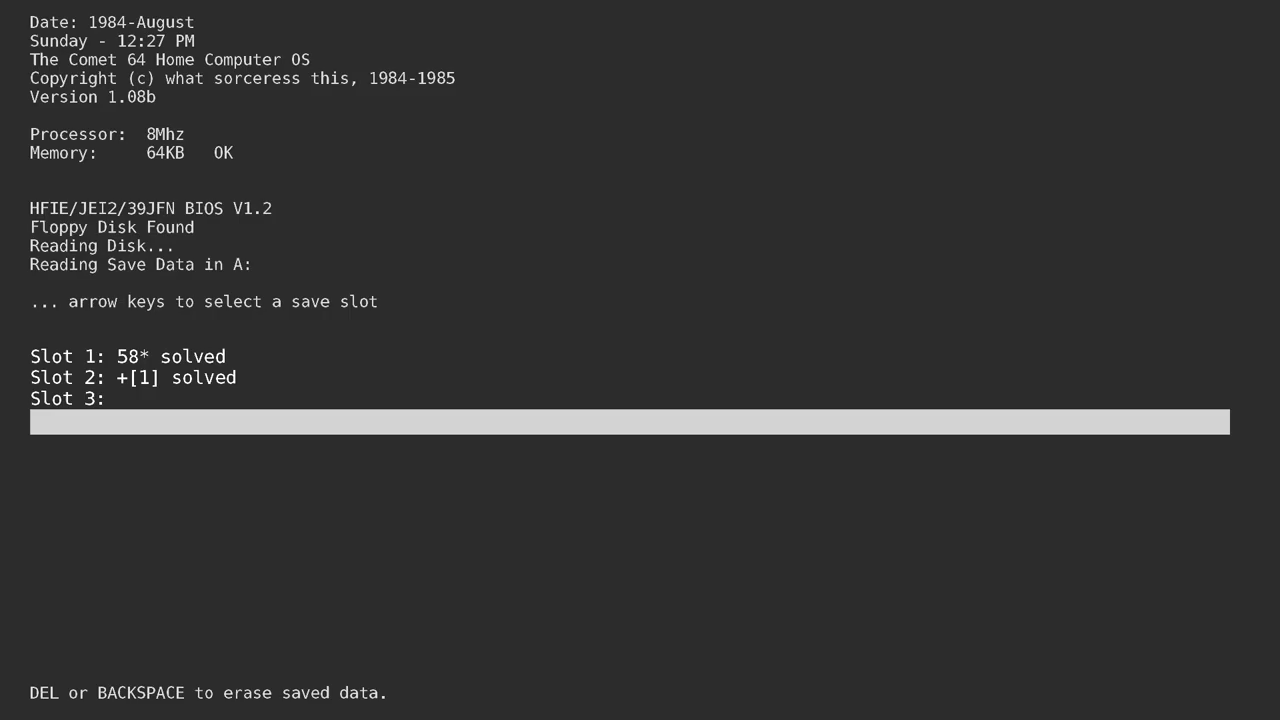 Date: 1984-August
Sunday - 12:27 PM
The Comet 64 Home Computer OS
Copyright (c) what sorceress this, 1984-1985
Version 1.08b
Processor:  8Mhz
Memory:     64KB   OK
HFIE/JEI2/39JFN BIOS V1.2
Floppy Disk Found
Reading Disk...
Reading Save Data in A:
... arrow keys to select a save slot
Slot 1: 58* solved
Slot 2: +[1] solved
Slot 3:
DEL or BACKSPACE to erase saved data.